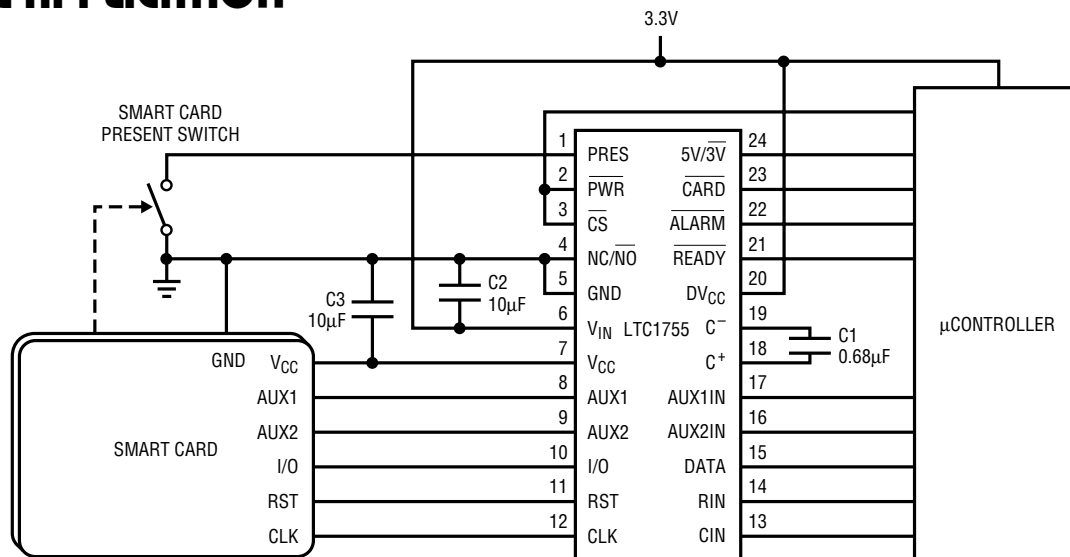 3.3V
SMART CARD
PRESENT SWITCH
1
2
3
4
5
6
7
8
9
10
11
12
PRES
PWR
CS
NC/NO
GND
VIN
VCC
AUX1
AUX2
I/O
RST
CLK
LTC1755
5V/3V
CARD
ALARM
READY
DVCC
C–
C+
AUX1IN
AUX2IN
DATA
RIN
CIN
24
23
22
21
20
19
18
17
16
15
14
13
C3
10µF
C2
10µF
C1
0.68µF
µCONTROLLER
GND
VCC
AUX1
AUX2
SMART CARD
I/O
RST
CLK